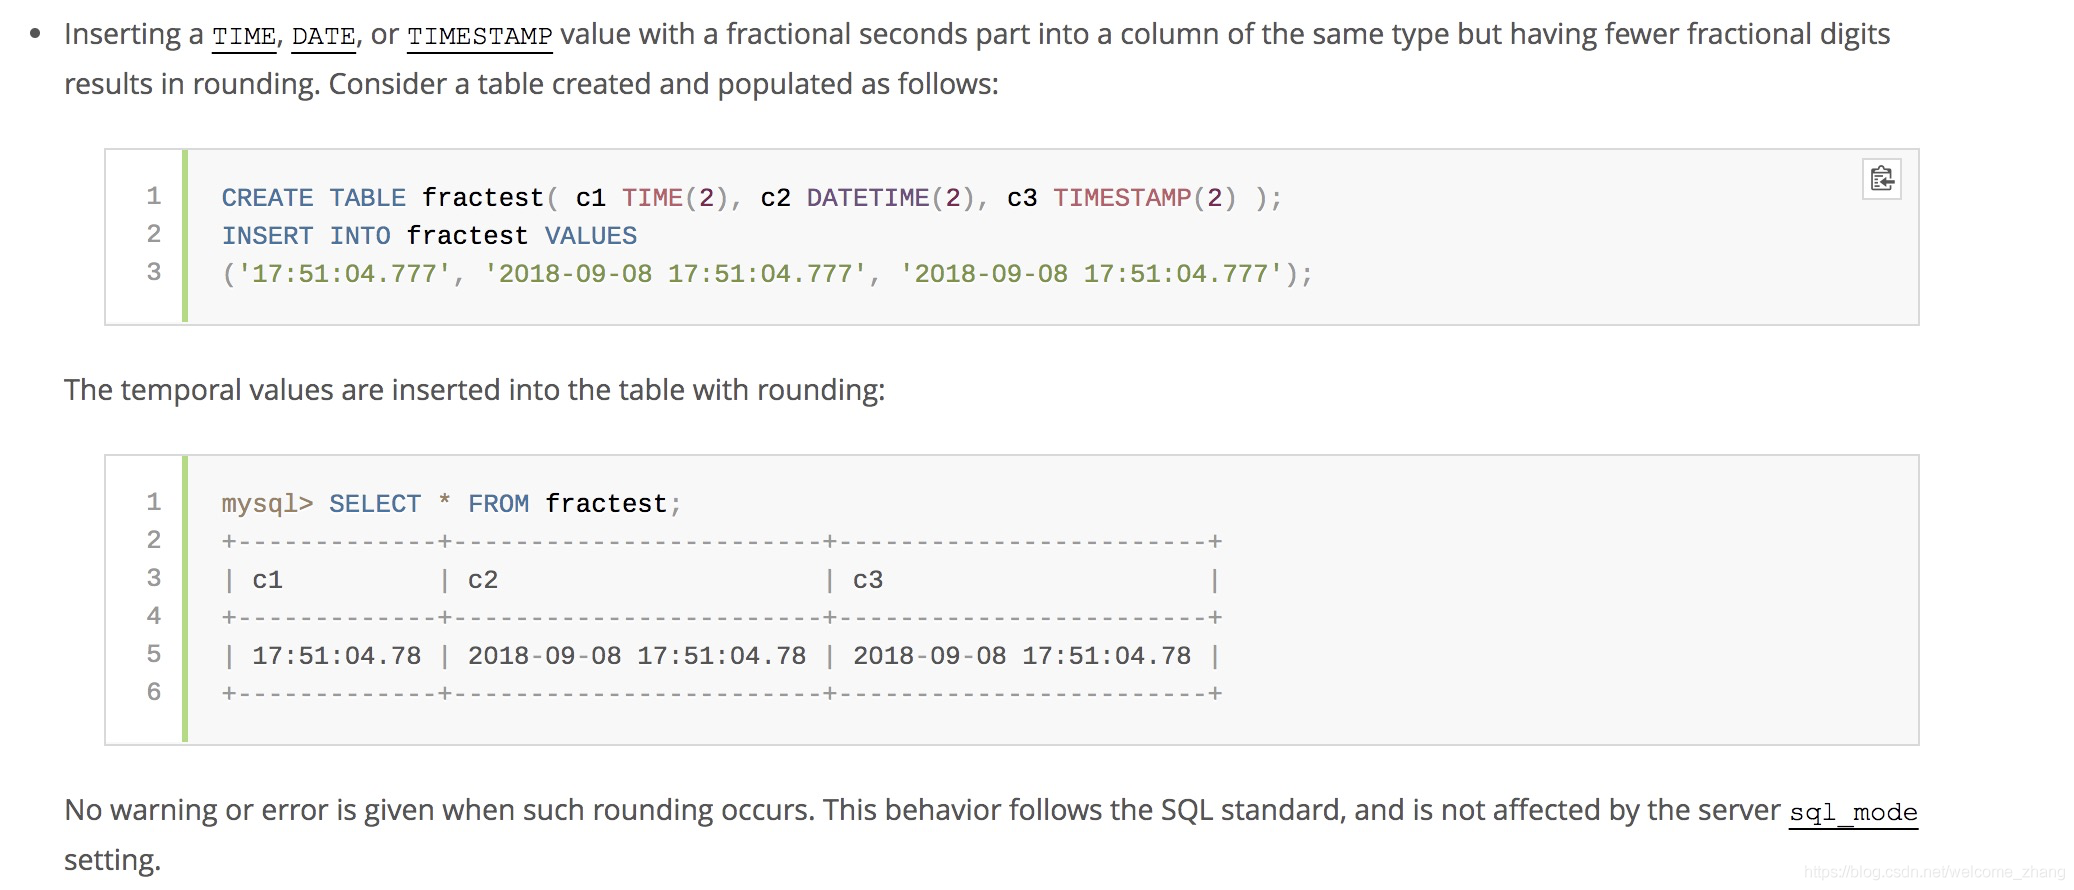 • Inserting a TIME, DATE, or TIMESTAMP value with a fractional seconds part into a column of the same type but having fewer fractional digits
results in rounding. Consider a table created and populated as follows:
1 CREATE TABLE fractest( c1 TIME(2), c2 DATETIME(2), c3 TIMESTAMP(2) );
2 INSERT INTO fractest VALUES
3 ('17:51:04.777', '2018-09-08 17:51:04.777', '2018-09-08 17:51:04.777');
The temporal values are inserted into the table with rounding:
1 mysql> SELECT * FROM fractest;
2 +-------------+------------------------+------------------------+
3 | c1          | c2                     | c3                     |
4 +-------------+------------------------+------------------------+
5 | 17:51:04.78 | 2018-09-08 17:51:04.78 | 2018-09-08 17:51:04.78 |
6 +-------------+------------------------+------------------------+
No warning or error is given when such rounding occurs. This behavior follows the SQL standard, and is not affected by the server sql_mode
setting.
https://blog.csdn.net/welcome_zhang